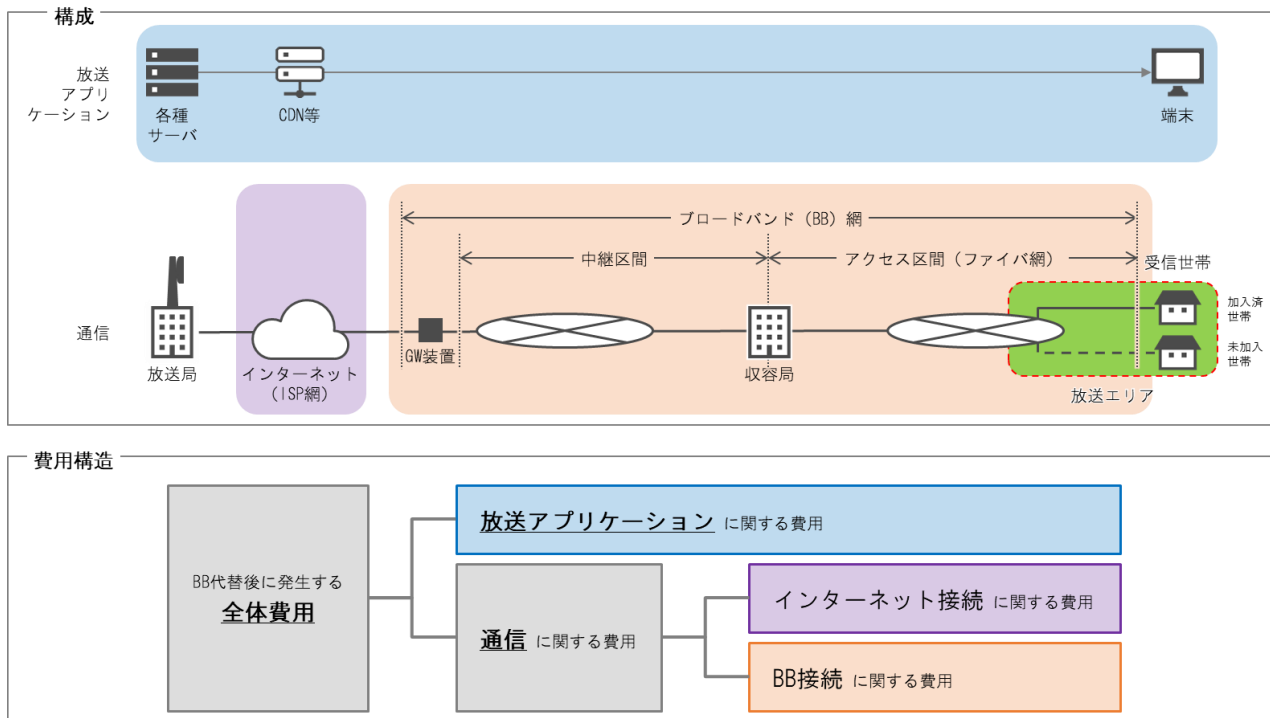 構成
放送
アプリ
ケーション
各種
サーバ
CDN等
端末
ブロードバンド（BB）網
中継区間
アクセス区間（ファイバ網）
受信世帯
加入済
世帯
未加入
世帯
通信
放送局
インターネット
（ISP網）
GW装置
収容局
放送エリア
費用構造
BB代替後に発生する
全体費用
放送アプリケーション に関する費用
通信 に関する費用
インターネット接続 に関する費用
BB接続 に関する費用